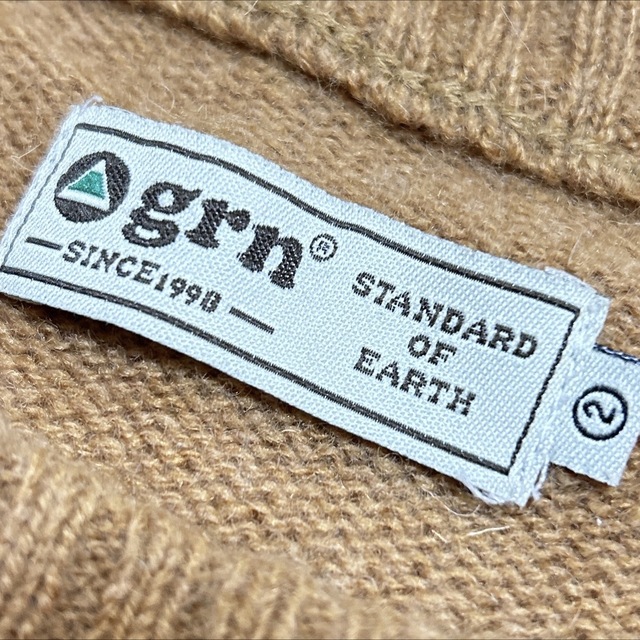 grn®
SINCE1998
STANDARD
OF
EARTH
2